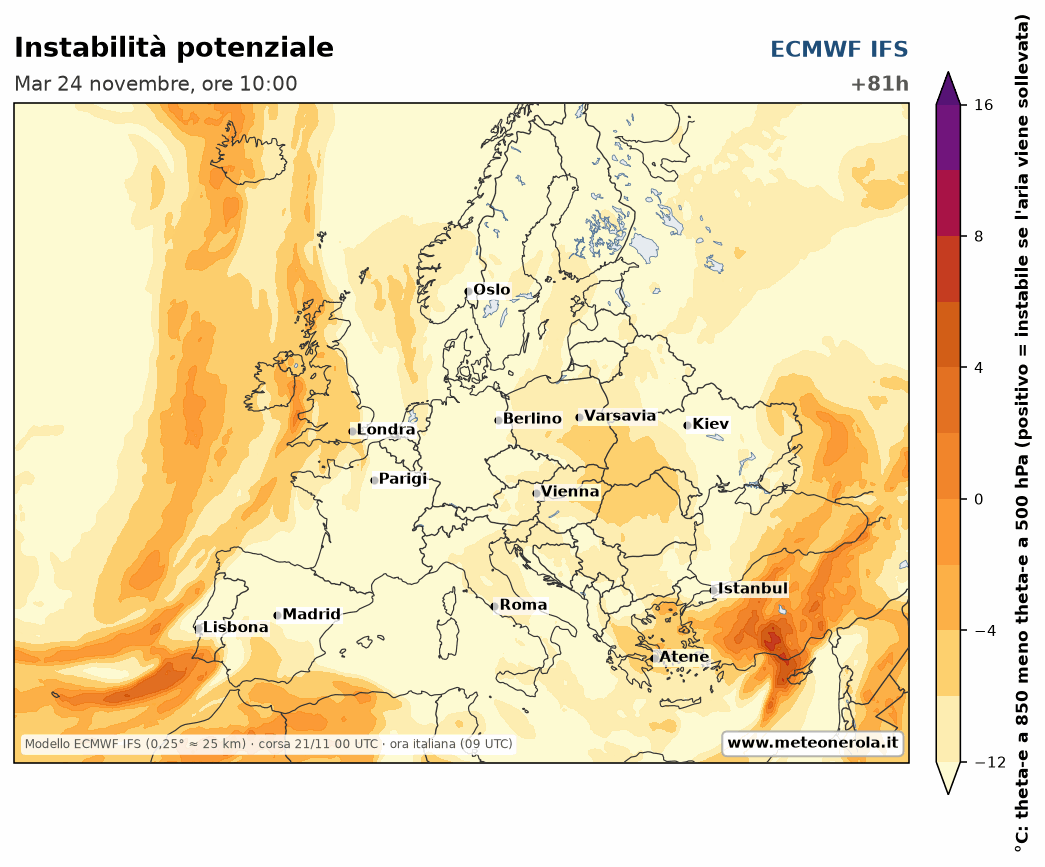 Instabilità potenziale
ECMWF IFS
Mar 24 novembre, ore 10:00
+81h
16
8
4
0
−4
−12
°C: theta-e a 850 meno theta-e a 500 hPa (positivo = instabile se l'aria viene sollevata)
Oslo
Berlino
Varsavia
Kiev
Londra
Parigi
Vienna
Istanbul
Roma
Madrid
Lisbona
Atene
Modello ECMWF IFS (0,25° ≈ 25 km) · corsa 21/11 00 UTC · ora italiana (09 UTC)
www.meteonerola.it